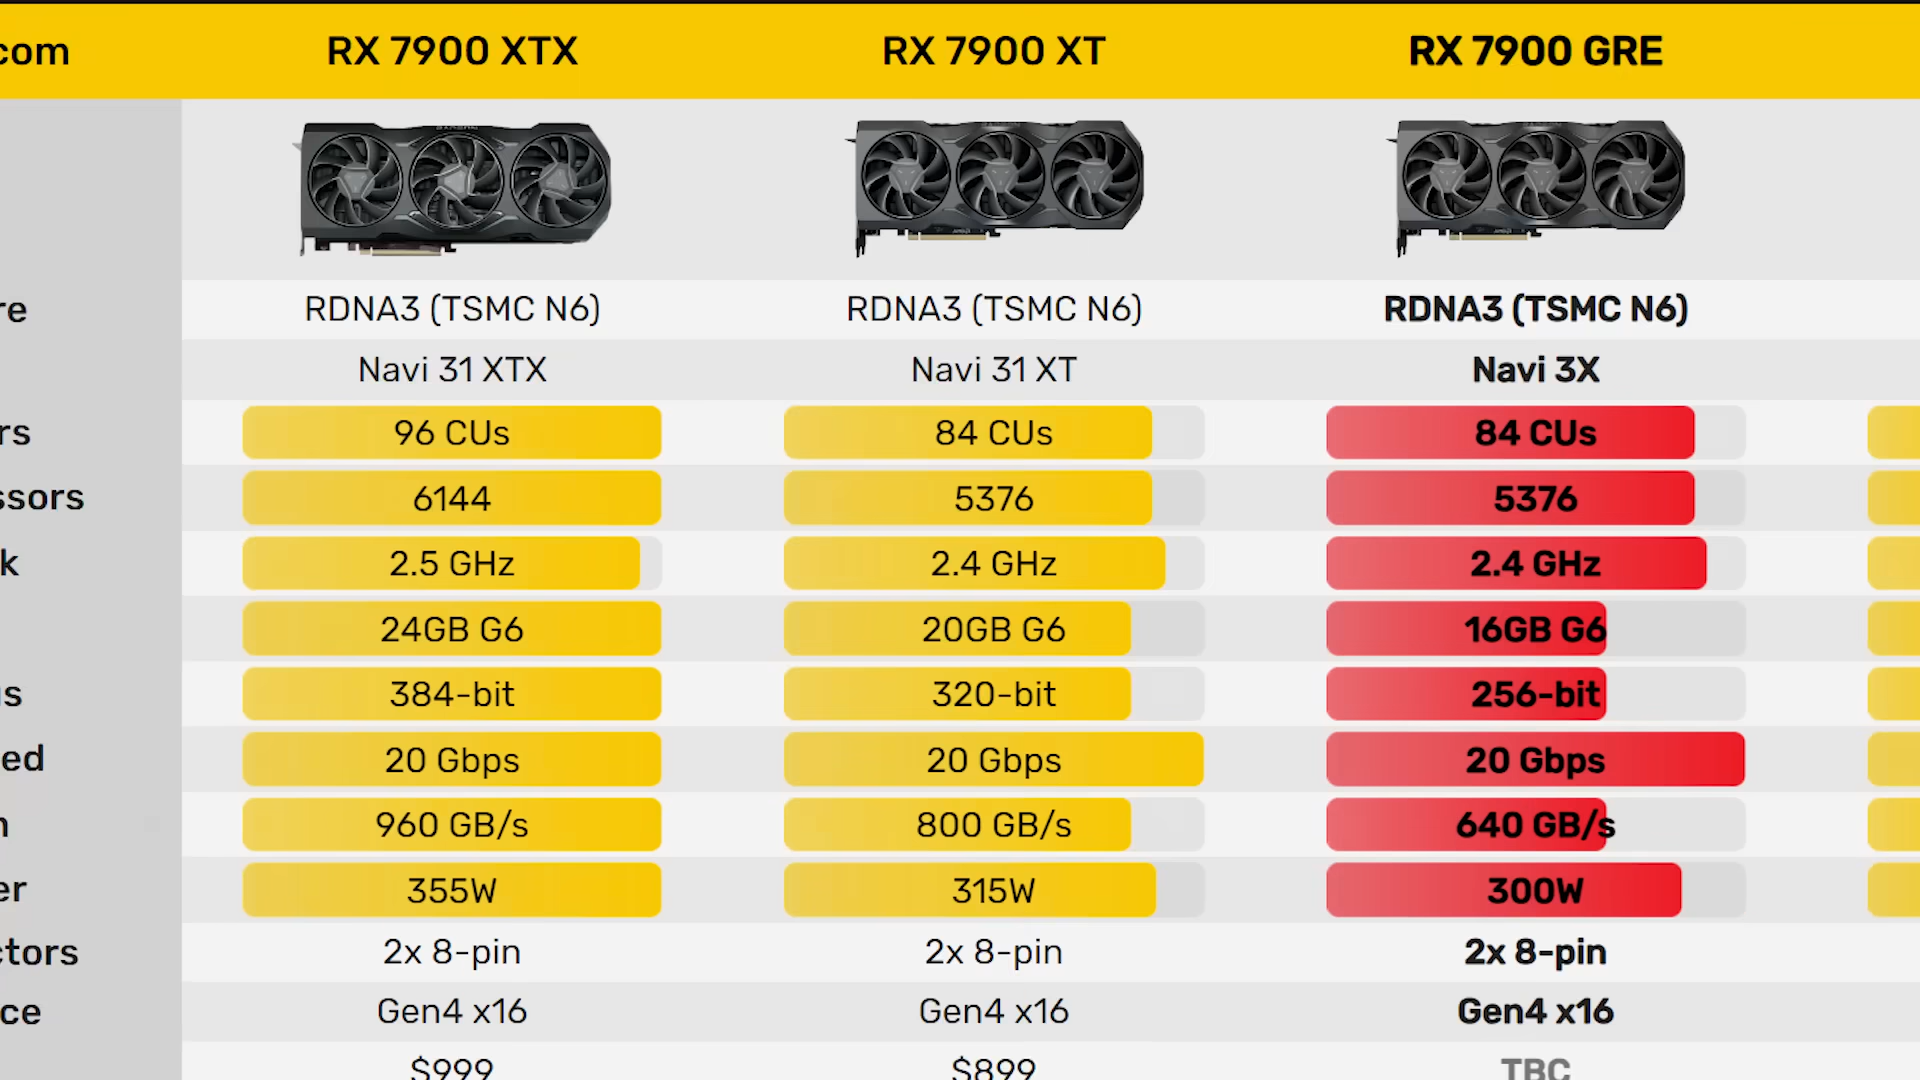 com RX 7900 XTX RX 7900 XT RX 7900 GRE
re RDNA3 (TSMC N6) RDNA3 (TSMC N6) RDNA3 (TSMC N6)
Navi 31 XTX Navi 31 XT Navi 3X
rs 96 CUs 84 CUs 84 CUs
ssors 6144 5376 5376
k 2.5 GHz 2.4 GHz 2.4 GHz
24GB G6 20GB G6 16GB G6
us 384-bit 320-bit 256-bit
ed 20 Gbps 20 Gbps 20 Gbps
h 960 GB/s 800 GB/s 640 GB/s
er 355W 315W 300W
ctors 2x 8-pin 2x 8-pin 2x 8-pin
ce Gen4 x16 Gen4 x16 Gen4 x16
$999 $899 TBC